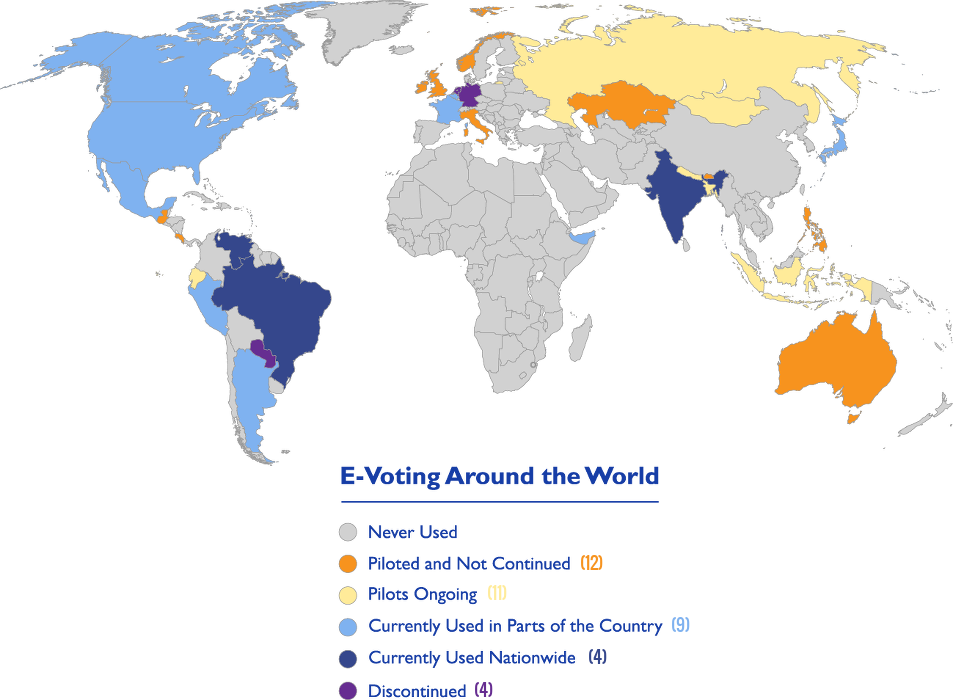 E-Voting Around the World
Never Used
Piloted and Not Continued (12)
Pilots Ongoing (11)
Currently Used in Parts of the Country (9)
Currently Used Nationwide (4)
Discontinued (4)